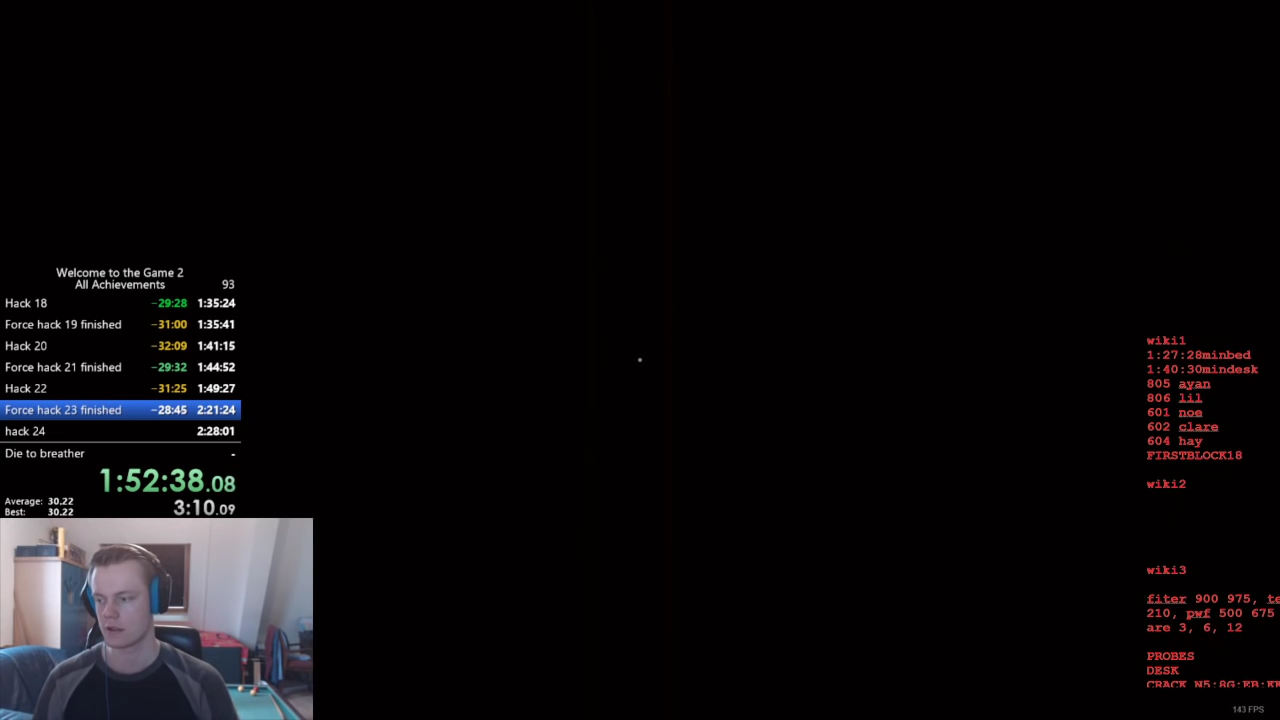 Welcome to the Game 2
All Achievements 93
Hack 18 -29:28 1:35:24
Force hack 19 finished -31:00 1:35:41
Hack 20 -32:09 1:41:15
Force hack 21 finished -29:32 1:44:52
Hack 22 -31:25 1:49:27
Force hack 23 finished -28:45 2:21:24
hack 24 2:28:01
Die to breather -
1:52:38.08
Average: 30.22
Best: 30.22
3:10.09
wiki1
1:27:28minbed
1:40:30mindesk
805 ayan
806 lil
601 noe
602 clare
604 hay
FIRSTBLOCK18
wiki2
wiki3
fiter 900 975, te
210, pwf 500 675
are 3, 6, 12
PROBES
DESK
CRACK
143 FPS